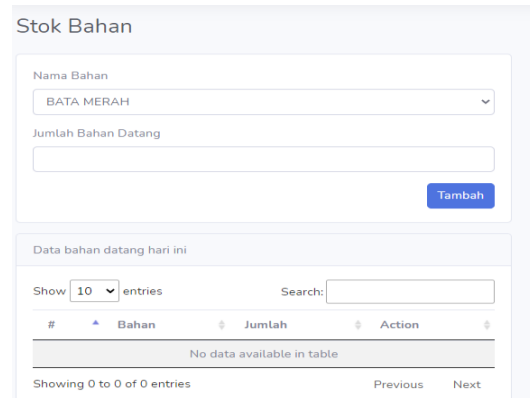 Stok Bahan
Nama Bahan
BATA MERAH
Jumlah Bahan Datang
Tambah
Data bahan datang hari ini
Show 10 entries Search:
# Bahan Jumlah Action
No data available in table
Showing 0 to 0 of 0 entries Previous Next